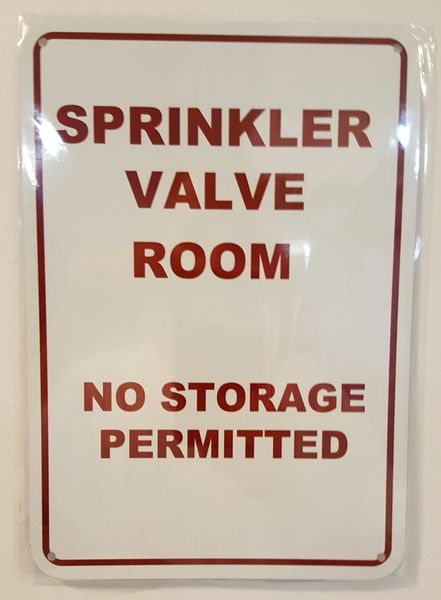 SPRINKLER
VALVE
ROOM
NO STORAGE
PERMITTED